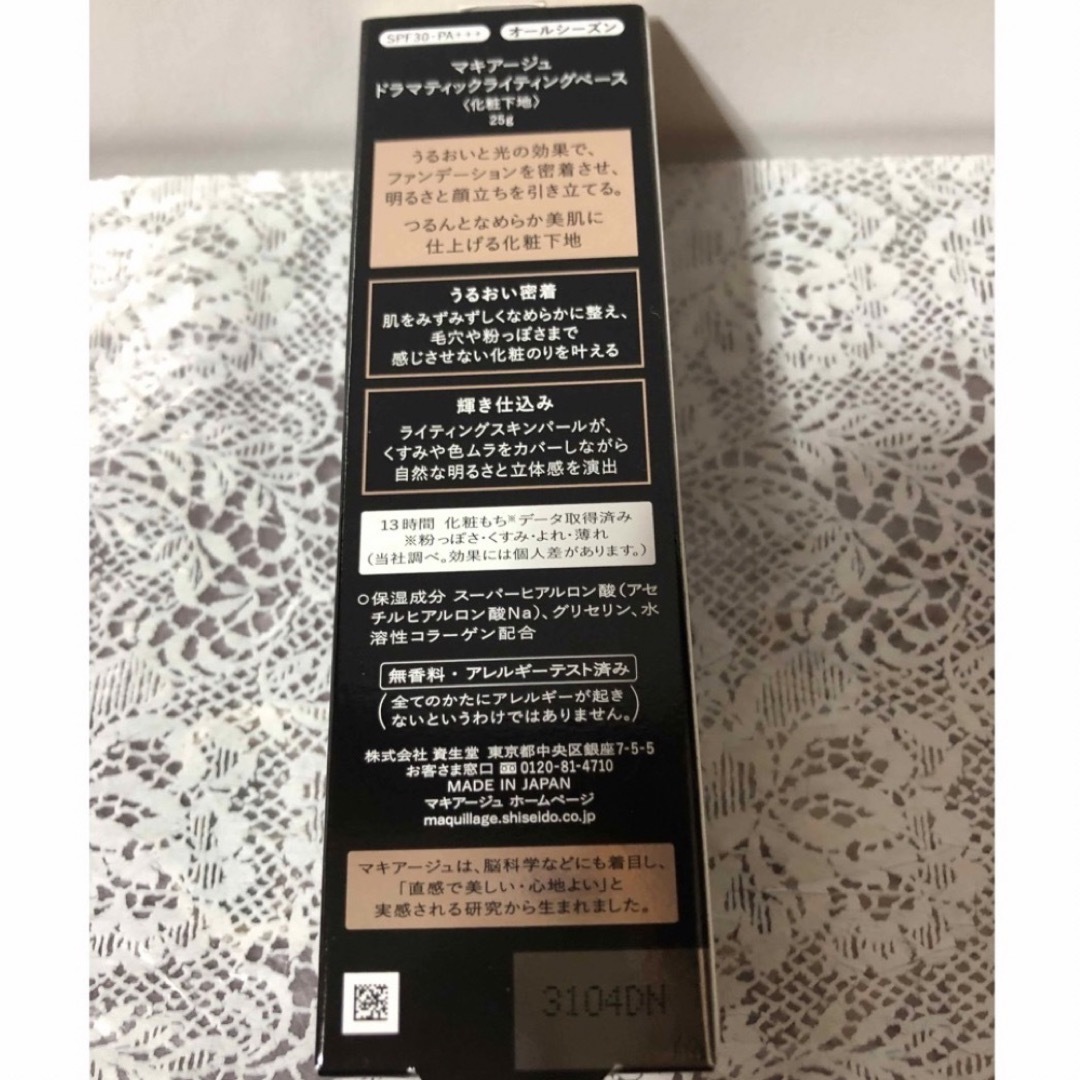 SPF30・PA+++ オールシーズン
マキアージュ
ドラマティックライティングベース
〈化粧下地〉
25g
うるおいと光の効果で、
ファンデーションを密着させ、
明るさと顔立ちを引き立てる。
つるんとなめらか美肌に
仕上げる化粧下地
うるおい密着
肌をみずみずしくなめらかに整え、
毛穴や粉っぽさまで
感じさせない化粧のりを叶える
輝き仕込み
ライティングスキンパールが、
くすみや色ムラをカバーしながら
自然な明るさと立体感を演出
13時間 化粧もち※データ取得済み
※粉っぽさ・くすみ・よれ・薄れ
（当社調べ。効果には個人差があります。）
○保湿成分 スーパーヒアルロン酸（アセ
チルヒアルロン酸Na）、グリセリン、水
溶性コラーゲン配合
無香料・アレルギーテスト済み
（全てのかたにアレルギーが起き
ないというわけではありません。）
株式会社 資生堂 東京都中央区銀座7-5-5
お客さま窓口 0120-81-4710
MADE IN JAPAN
マキアージュ ホームページ
maquillage.shiseido.co.jp
マキアージュは、脳科学などにも着目し、
「直感で美しい・心地よい」と
実感される研究から生まれました。
3104DN